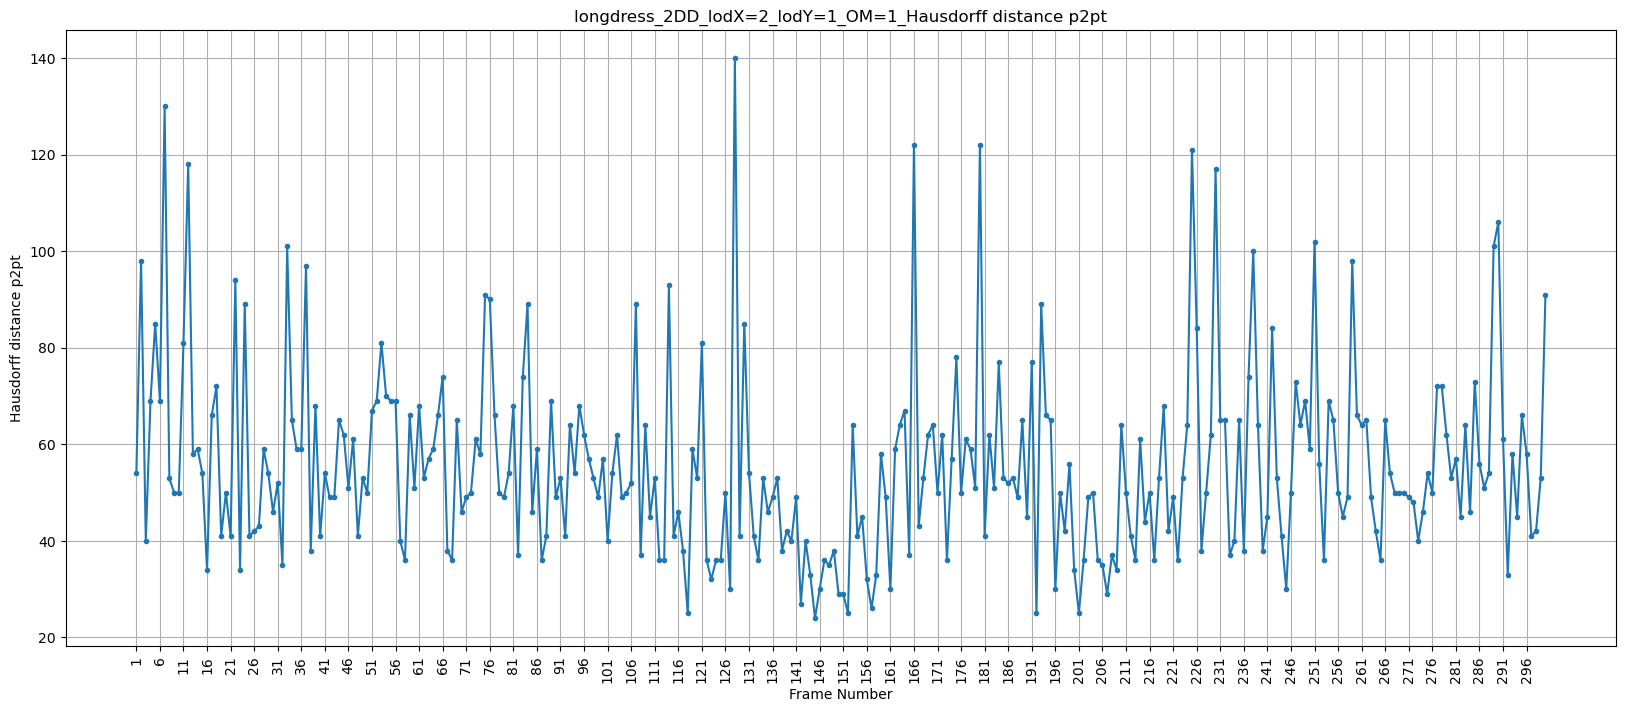 longdress_2DD_lodX=2_lodY=1_OM=1_Hausdorff distance p2pt
140
120
100
80
60
40
20
Hausdorff distance p2pt
1 6 11 16 21 26 31 36 41 46 51 56 61 66 71 76 81 86 91 96 101 106 111 116 121 126 131 136 141 146 151 156 161 166 171 176 181 186 191 196 201 206 211 216 221 226 231 236 241 246 251 256 261 266 271 276 281 286 291 296
Frame Number